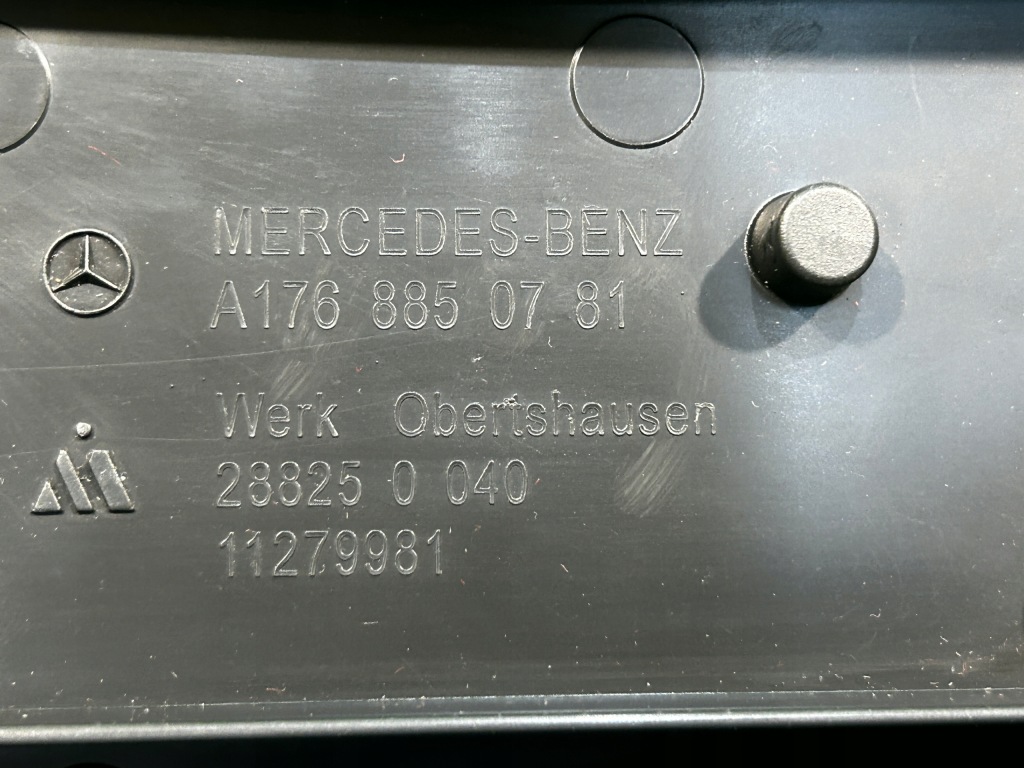 MERCEDES-BENZ
A176 885 07 81
Werk Obertshausen
28825 0 040
11279981